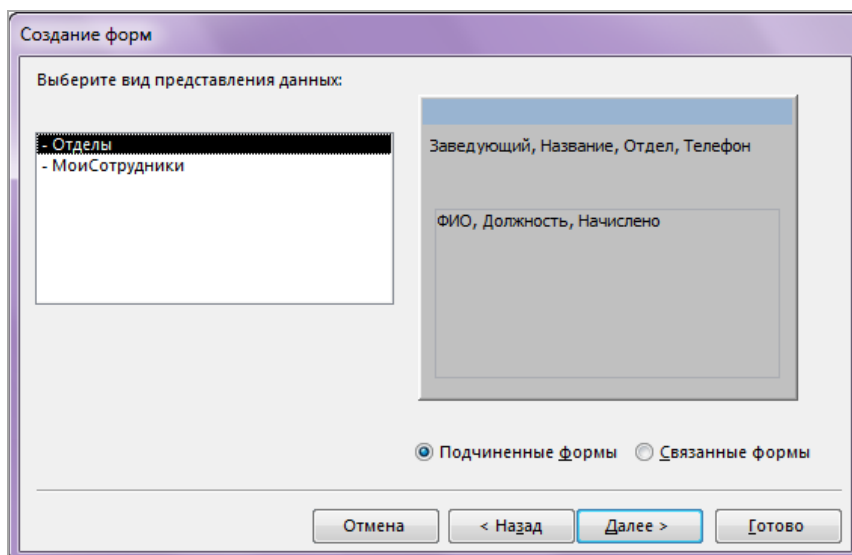 Создание форм
Выберите вид представления данных:
- Отделы
- МоиСотрудники
Заведующий, Название, Отдел, Телефон
ФИО, Должность, Начислено
Подчиненные формы
Связанные формы
Отмена
< Назад
Далее >
Готово